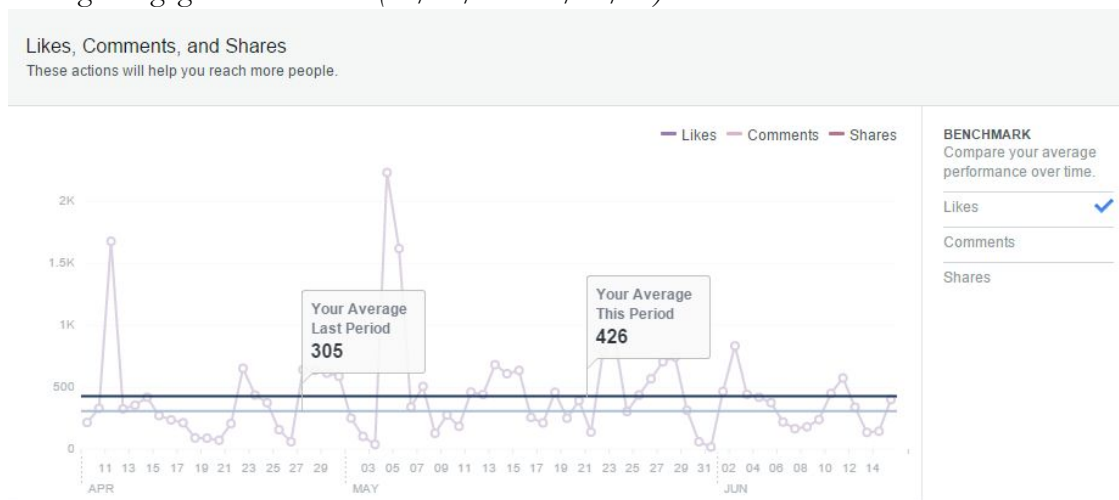 Likes, Comments, and Shares
These actions will help you reach more people.
Likes Comments Shares
BENCHMARK
Compare your average
performance over time.
Likes
Comments
Shares
2K
1.5K
1K
500
0
Your Average
Last Period
305
Your Average
This Period
426
11 13 15 17 19 21 23 25 27 29 03 05 07 09 11 13 15 17 19 21 23 25 27 29 31 02 04 06 08 10 12 14
APR MAY JUN